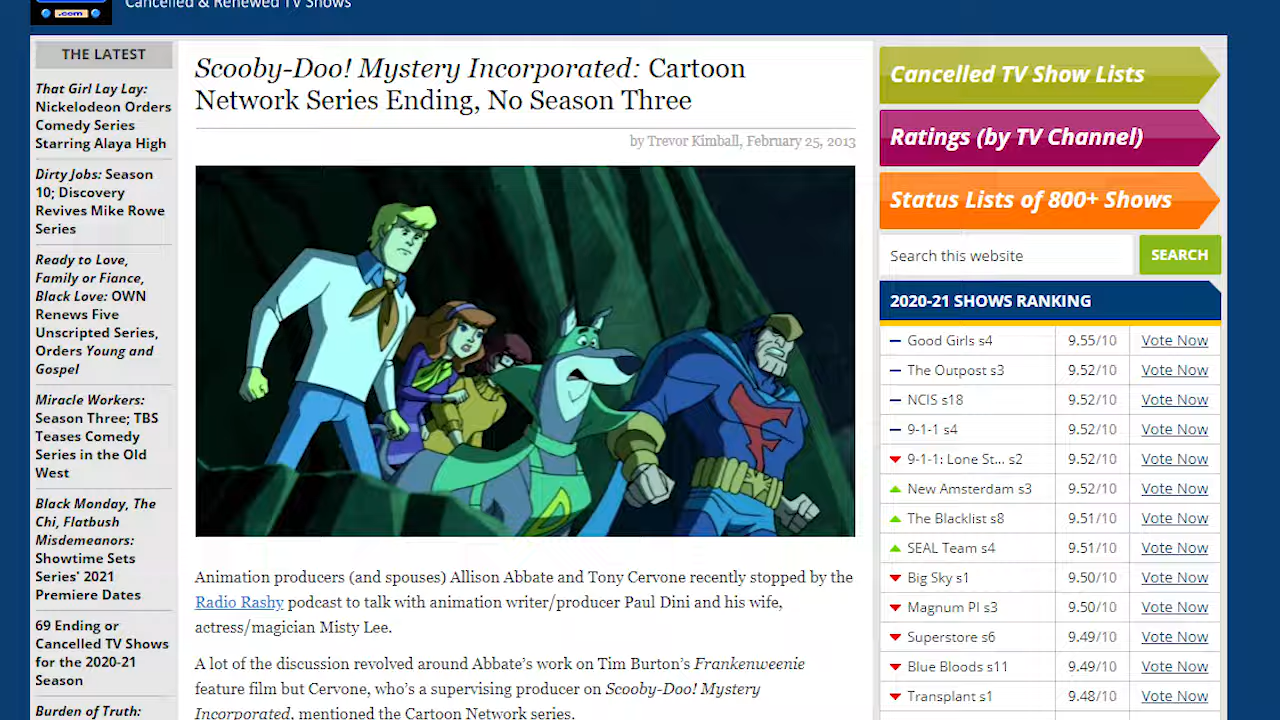 .com
Cancelled & Renewed TV Shows
THE LATEST
That Girl Lay Lay:
Nickelodeon Orders
Comedy Series
Starring Alaya High
Dirty Jobs: Season
10; Discovery
Revives Mike Rowe
Series
Ready to Love,
Family or Fiance,
Black Love: OWN
Renews Five
Unscripted Series,
Orders Young and
Gospel
Miracle Workers:
Season Three; TBS
Teases Comedy
Series in the Old
West
Black Monday, The
Chi, Flatbush
Misdemeanors:
Showtime Sets
Series' 2021
Premiere Dates
69 Ending or
Cancelled TV Shows
for the 2020-21
Season
Burden of Truth:
Scooby-Doo! Mystery Incorporated: Cartoon
Network Series Ending, No Season Three
by Trevor Kimball, February 25, 2013
F
Animation producers (and spouses) Allison Abbate and Tony Cervone recently stopped by the
Radio Rashy podcast to talk with animation writer/producer Paul Dini and his wife,
actress/magician Misty Lee.
A lot of the discussion revolved around Abbate's work on Tim Burton's Frankenweenie
feature film but Cervone, who's a supervising producer on Scooby-Doo! Mystery
Incorporated, mentioned the Cartoon Network series.
Cancelled TV Show Lists
Ratings (by TV Channel)
Status Lists of 800+ Shows
Search this website SEARCH
2020-21 SHOWS RANKING
Good Girls s4 9.55/10 Vote Now
The Outpost s3 9.52/10 Vote Now
NCIS s18 9.52/10 Vote Now
9-1-1 s4 9.52/10 Vote Now
9-1-1: Lone St... s2 9.52/10 Vote Now
New Amsterdam s3 9.52/10 Vote Now
The Blacklist s8 9.51/10 Vote Now
SEAL Team s4 9.51/10 Vote Now
Big Sky s1 9.50/10 Vote Now
Magnum PI s3 9.50/10 Vote Now
Superstore s6 9.49/10 Vote Now
Blue Bloods s11 9.49/10 Vote Now
Transplant s1 9.48/10 Vote Now